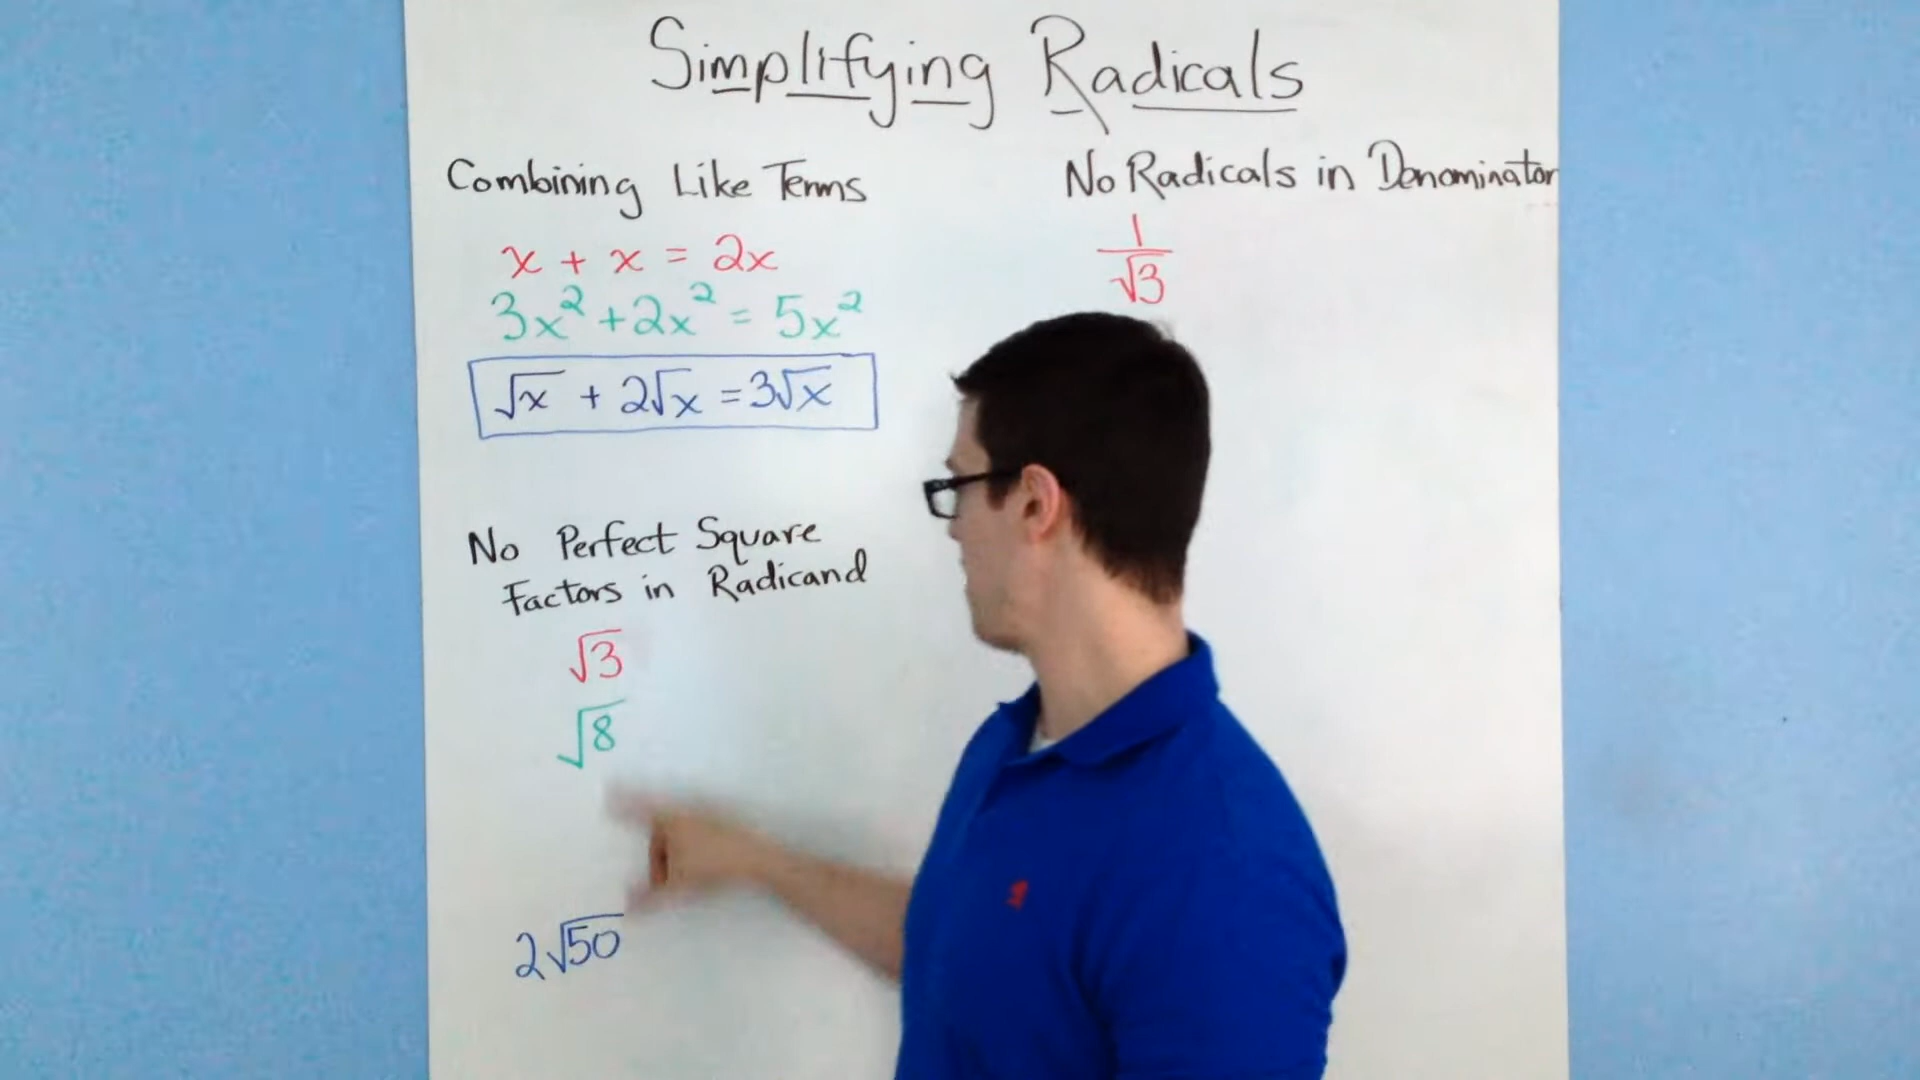 Simplifying Radicals
Combining Like Terms
x + x = 2x
3x² + 2x² = 5x²
√x + 2√x = 3√x
No Perfect Square
Factors in Radicand
√3
√8
2√50
No Radicals in Denominator
1
√3